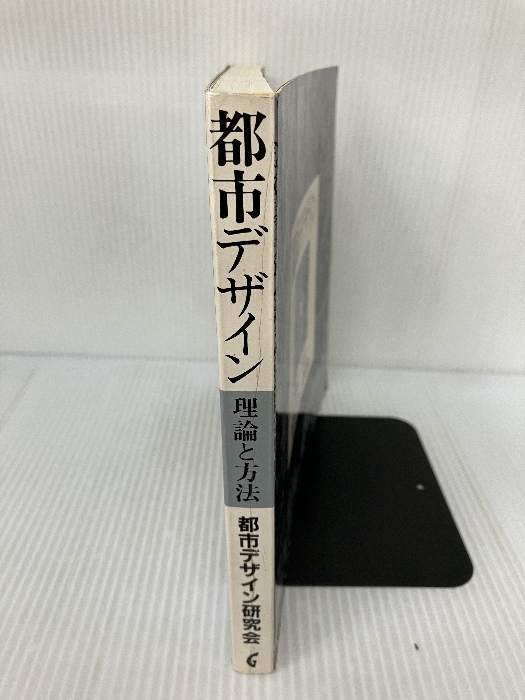 都市デザイン
理論と方法
都市デザイン研究会
G